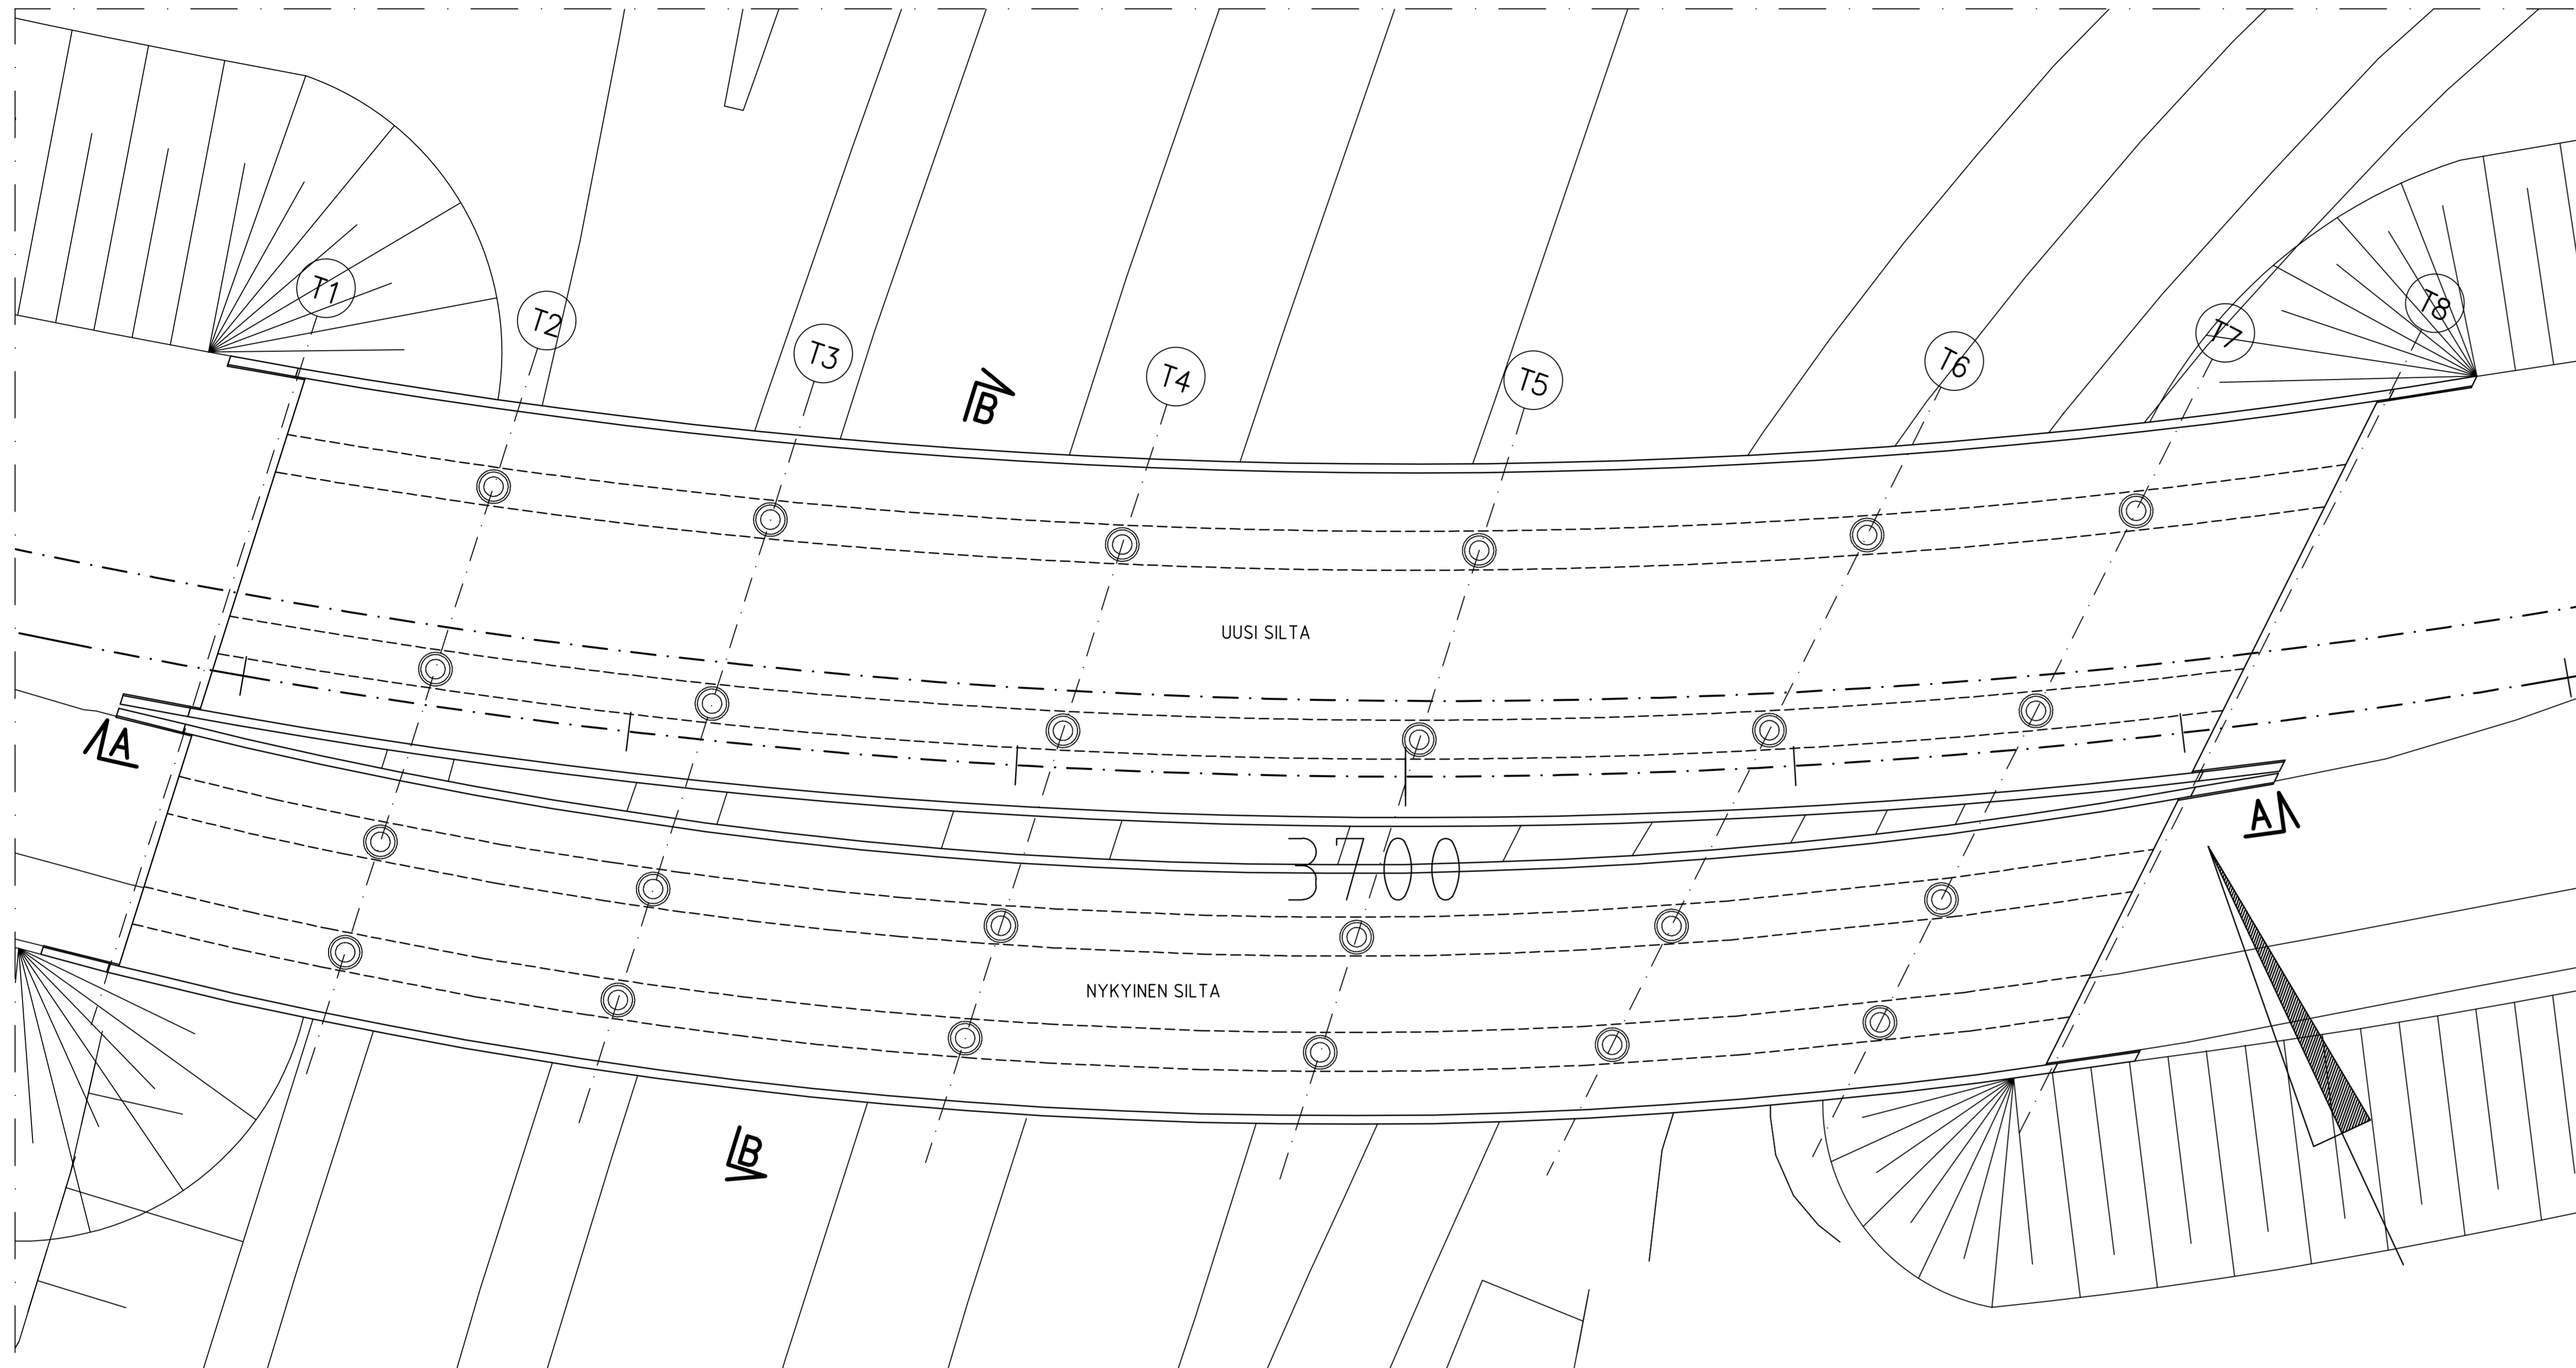 T1
T2
T3
T4
T5
T6
T7
T8
B
UUSI SILTA
A
A
3700
NYKYINEN SILTA
B